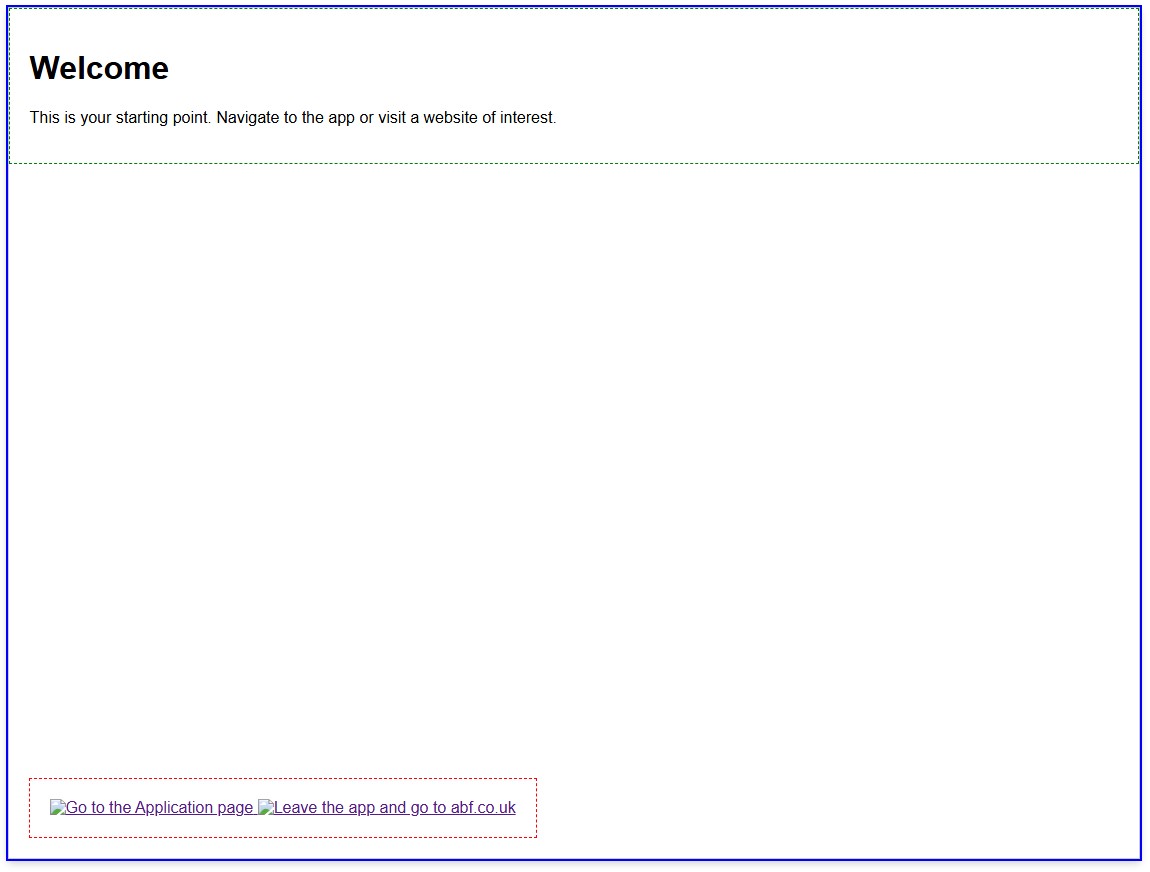 Welcome
This is your starting point. Navigate to the app or visit a website of interest.
Go to the Application page Leave the app and go to abf.co.uk